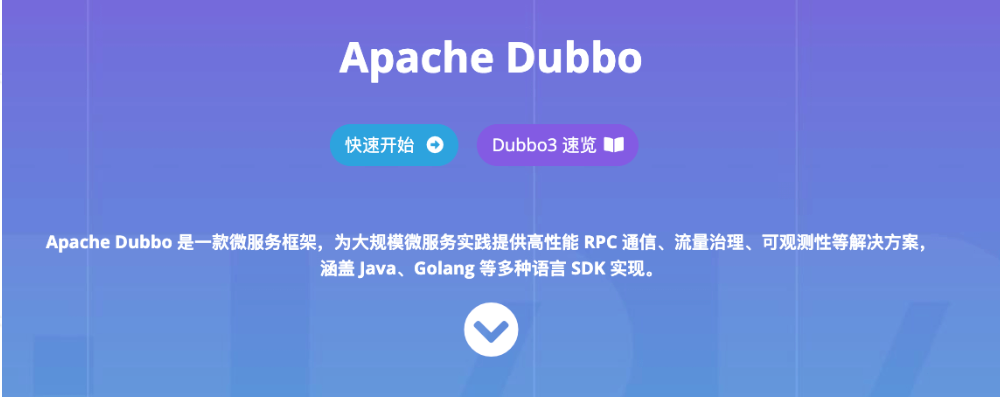 Apache Dubbo
快速开始
Dubbo3 速览
Apache Dubbo 是一款微服务框架，为大规模微服务实践提供高性能 RPC 通信、流量治理、可观测性等解决方案，
涵盖 Java、Golang 等多种语言 SDK 实现。